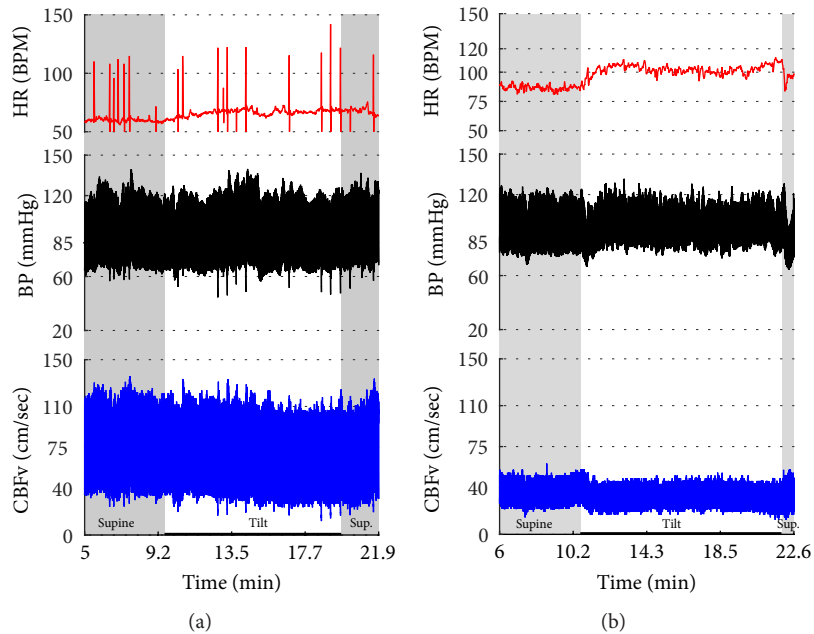 HR (BPM)
150
100
50
BP (mmHg)
150
120
85
60
20
CBFv (cm/sec)
150
110
75
40
0
Supine
Tilt
Sup.
5
9.2
13.5
17.7
21.9
Time (min)
(a)
HR (BPM)
150
120
100
75
50
BP (mmHg)
150
120
85
60
20
CBFv (cm/sec)
150
110
75
40
0
Supine
Tilt
Sup.
6
10.2
14.3
18.5
22.6
Time (min)
(b)